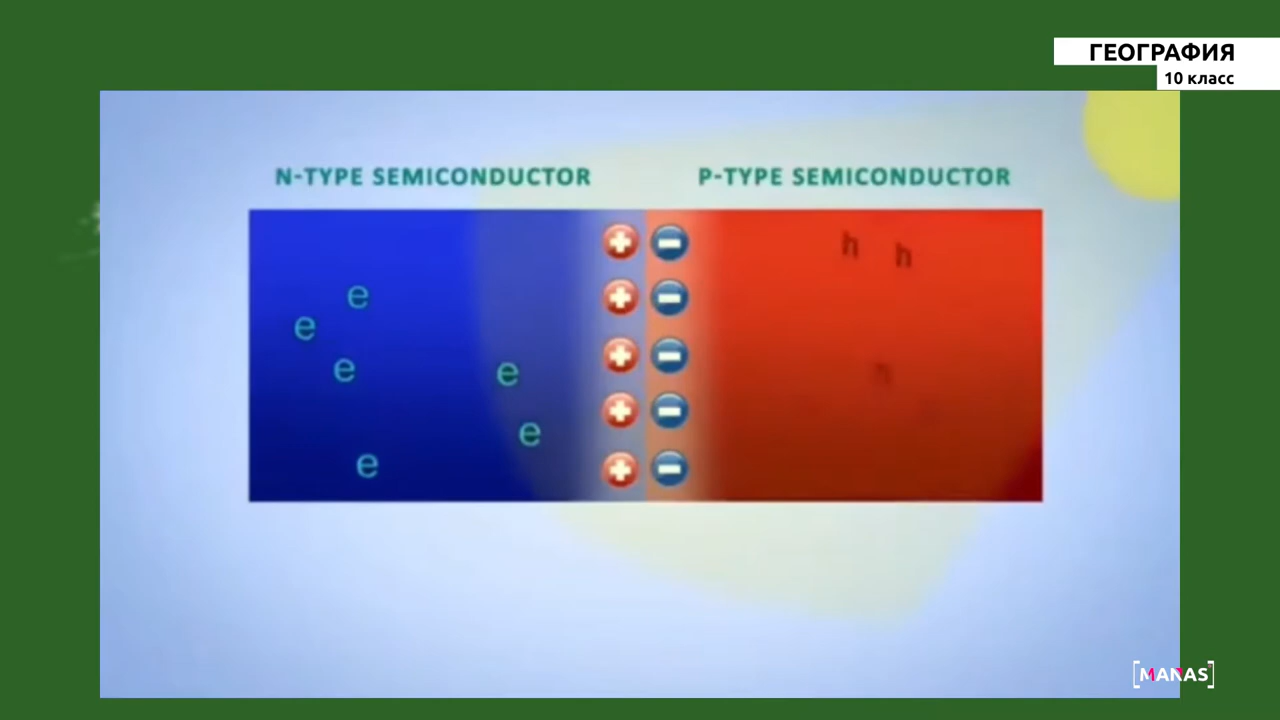 ГЕОГРАФИЯ
10 класс
N-TYPE SEMICONDUCTOR
P-TYPE SEMICONDUCTOR
h h
e
e
e
e
h
e
e
[MANAS]